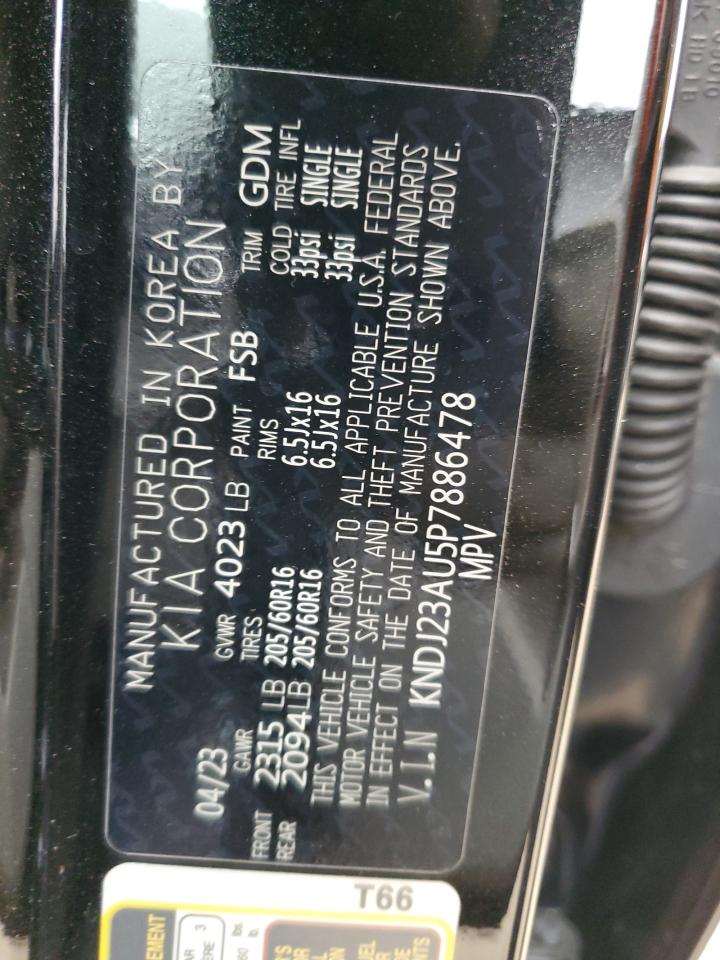 MANUFACTURED IN KOREA BY
KIA CORPORATION
04/23 GVWR 4023 LB PAINT FSB TRIM GDM
GAWR TIRES RIMS COLD TIRE INFL
FRONT 2315 LB 205/60R16 6.5Jx16 33psi SINGLE
REAR 2094 LB 205/60R16 6.5Jx16 33psi SINGLE
THIS VEHICLE CONFORMS TO ALL APPLICABLE U.S.A. FEDERAL
MOTOR VEHICLE SAFETY AND THEFT PREVENTION STANDARDS
IN EFFECT ON THE DATE OF MANUFACTURE SHOWN ABOVE.
V.I.N KNDJ23AU5P7886478
MPV
T66